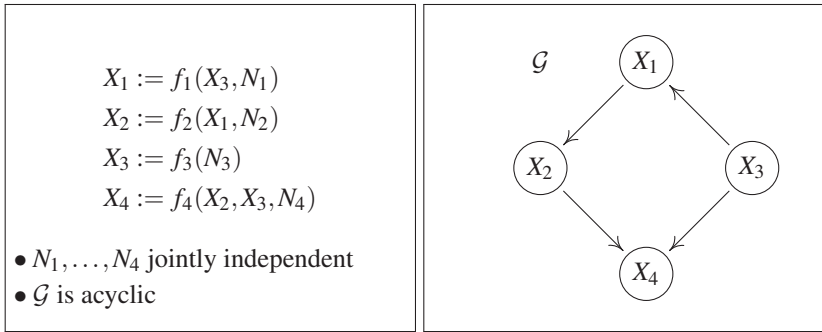 X₁ := f₁(X₃, N₁)
X₂ := f₂(X₁, N₂)
X₃ := f₃(N₃)
X₄ := f₄(X₂, X₃, N₄)
• N₁, …, N₄ jointly independent
• 𝒢 is acyclic
𝒢
X₁
X₂
X₃
X₄